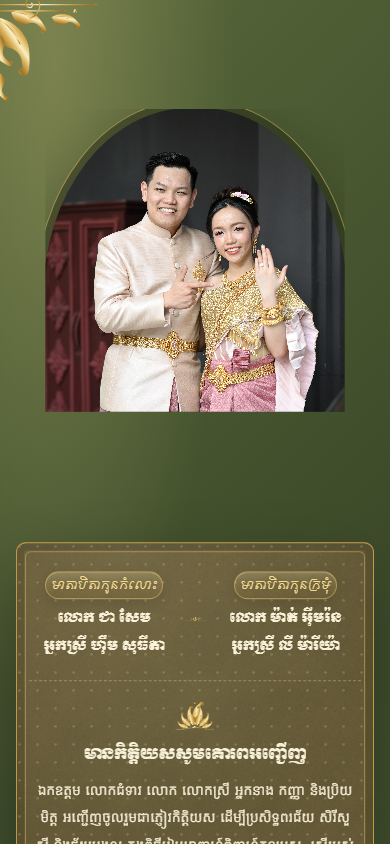 មាតាបិតាកូនកំលោះ
មាតាបិតាកូនក្រមុំ
លោក ជា សែម
លោក ម៉ាត់ អ៊ីមរ៉ន
អ្នកស្រី ហ៊ឹម សុធីតា
អ្នកស្រី លី ម៉ារីយ៉ា
មានកិត្តិយសសូមគោរពអញ្ជើញ
ឯកឧត្តម លោកជំទាវ លោក លោកស្រី អ្នកនាង កញ្ញា និងប្រិយ
មិត្ត អញ្ជើញចូលរួមជាភ្ញៀវកិត្តិយស ដើម្បីប្រសិទ្ធពរជ័យ សិរីសួ